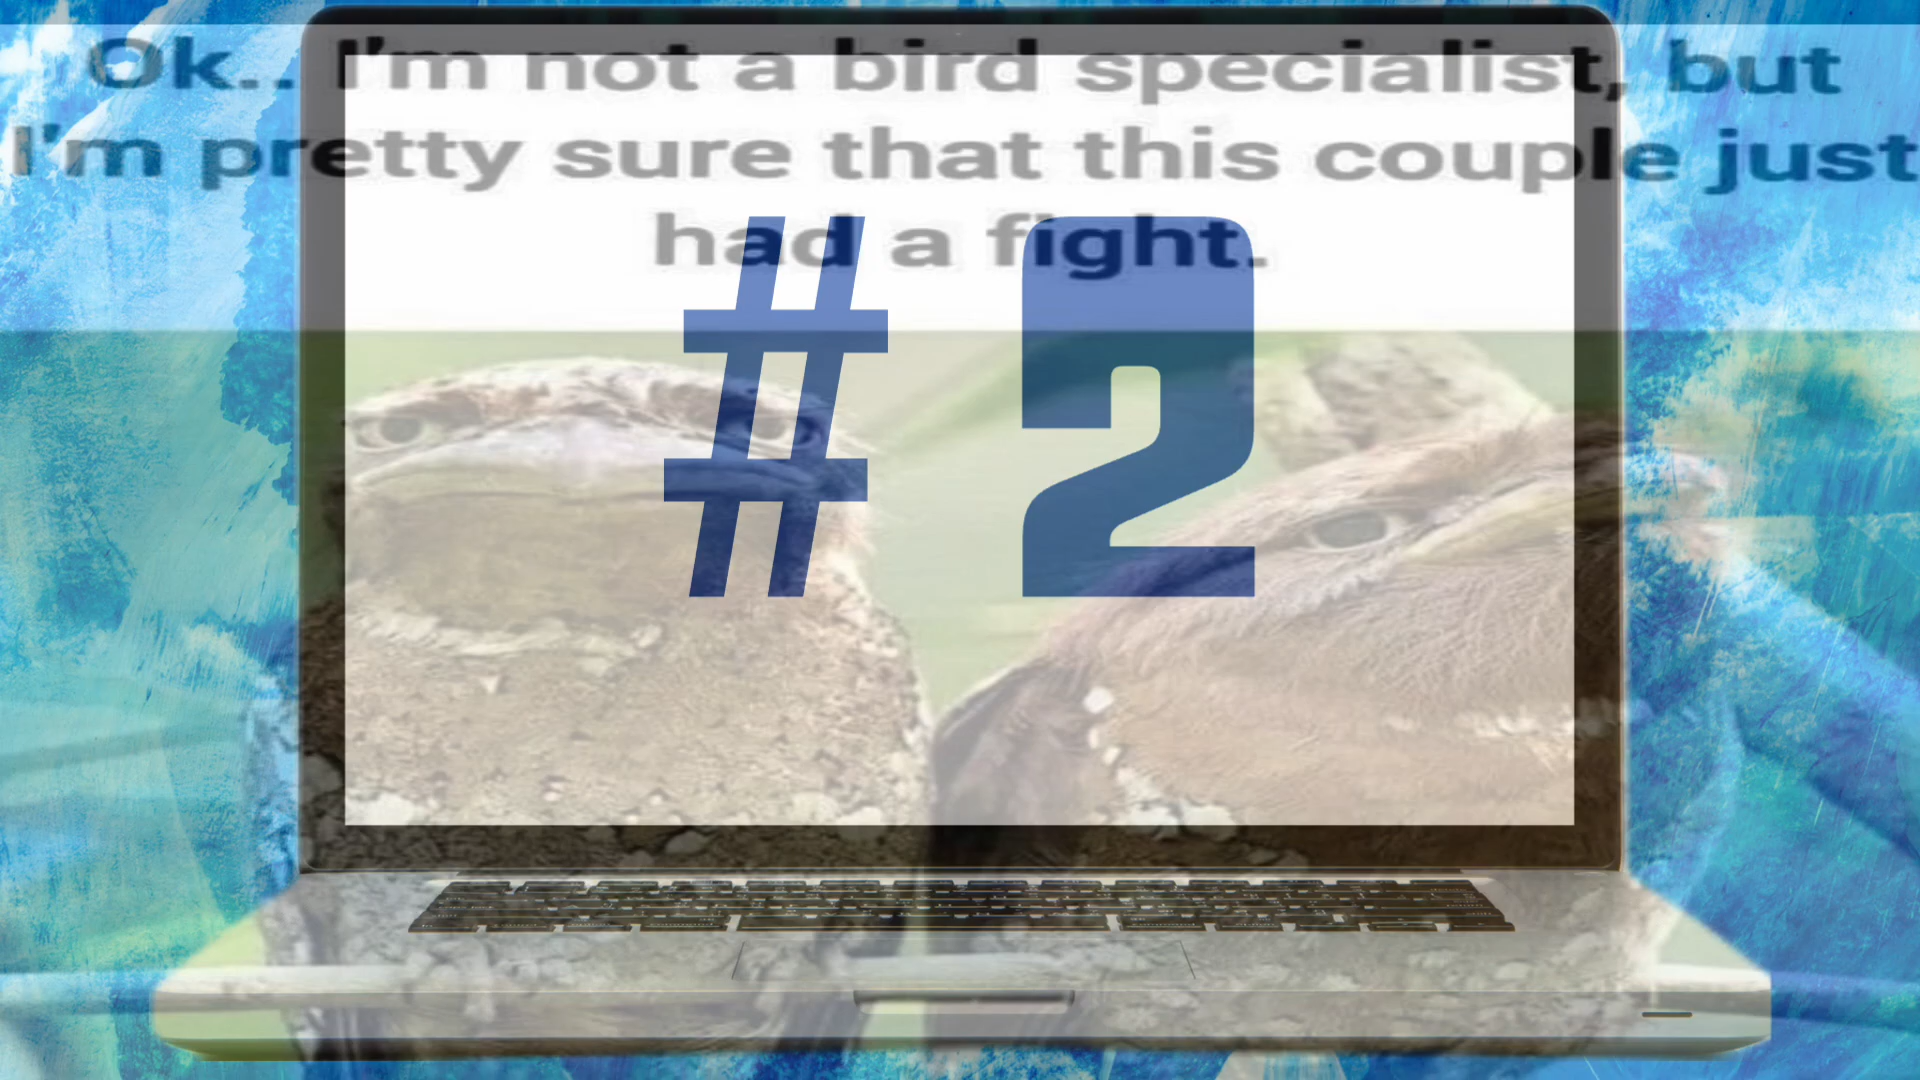 Ok.. I'm not a bird specialist, but
I'm pretty sure that this couple just
had a fight.
# 2